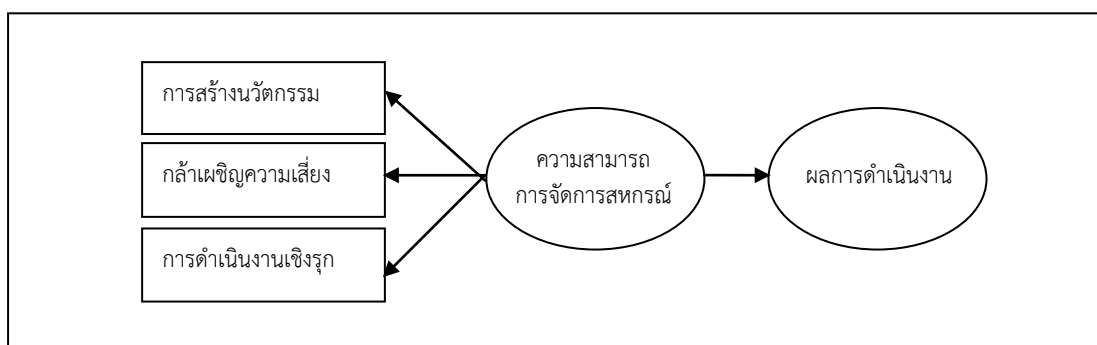 การสร้างนวัตกรรม
กล้าเผชิญความเสี่ยง
การดำเนินงานเชิงรุก
ความสามารถ
การจัดการสหกรณ์
ผลการดำเนินงาน